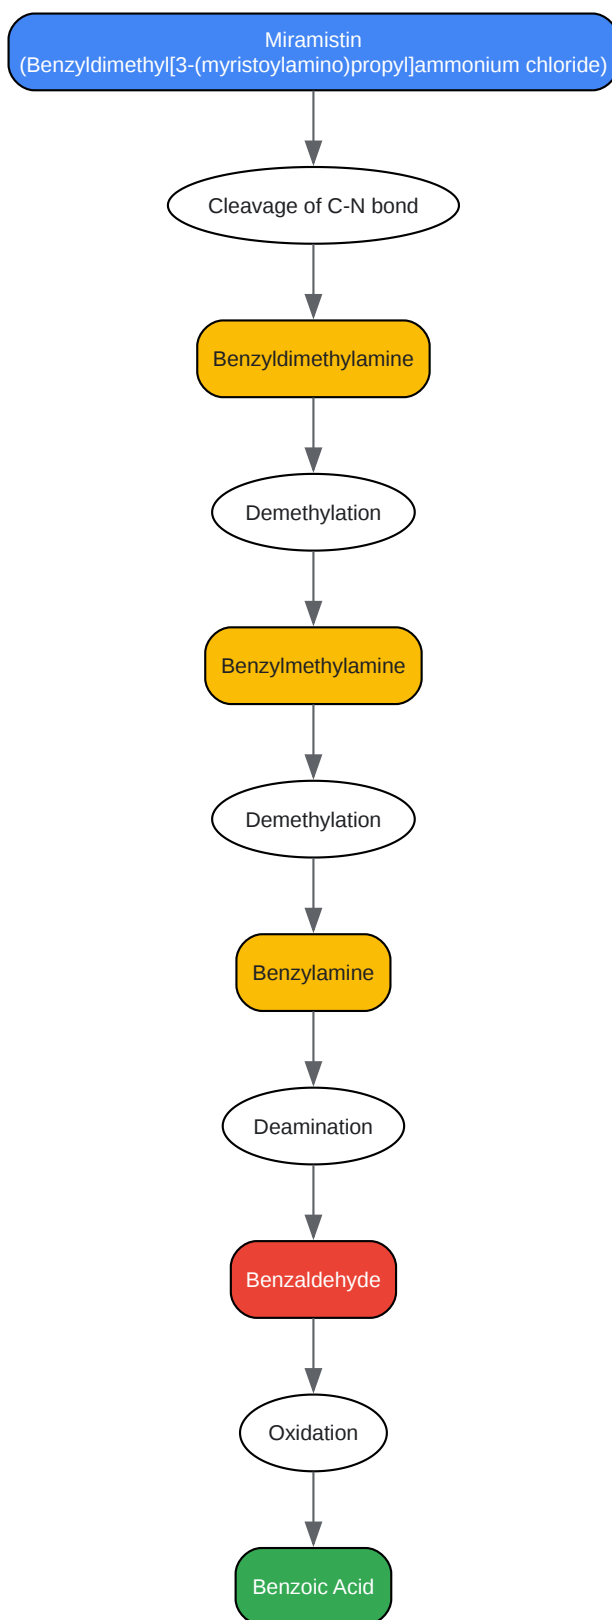 Miramistin
(Benzyldimethyl[3-(myristoylamino)propyl]ammonium chloride)
Cleavage of C-N bond
Benzyldimethylamine
Demethylation
Benzylmethylamine
Demethylation
Benzylamine
Deamination
Benzaldehyde
Oxidation
Benzoic Acid